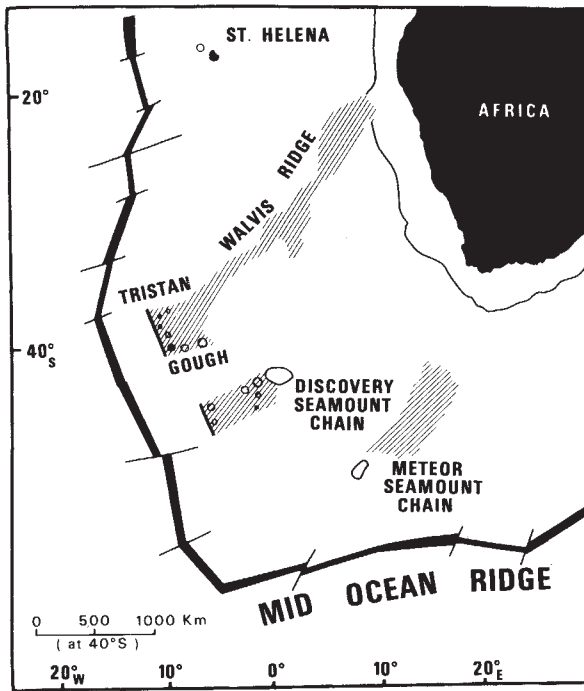 ST. HELENA
20°
AFRICA
WALVIS RIDGE
TRISTAN
40°
S
GOUGH
DISCOVERY
SEAMOUNT
CHAIN
METEOR
SEAMOUNT
CHAIN
MID OCEAN RIDGE
0 500 1000 Km
( at 40°S )
20°W 10° 0° 10° 20°E